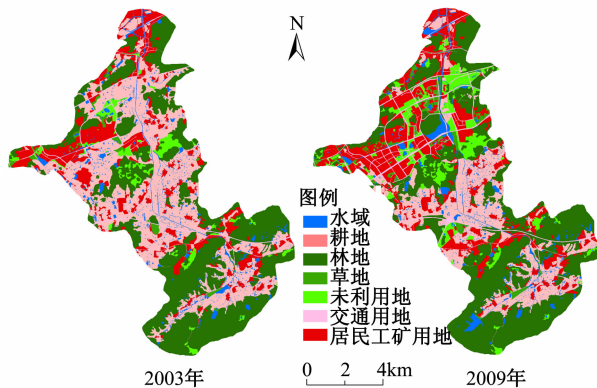 N
图例
水域
耕地
林地
草地
未利用地
交通用地
居民工矿用地
0 2 4km
2003年 2009年